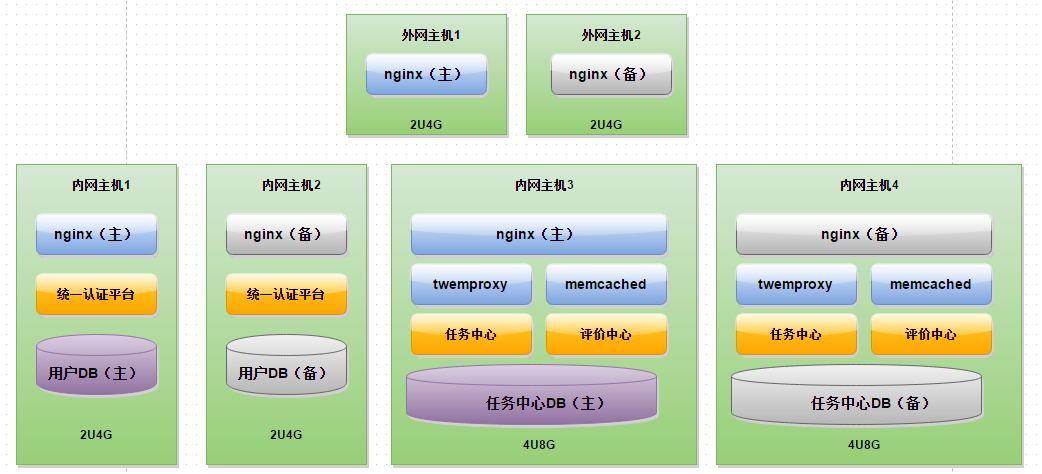 外网主机1
nginx（主）
2U4G
外网主机2
nginx（备）
2U4G
内网主机1
nginx（主）
统一认证平台
用户DB（主）
2U4G
内网主机2
nginx（备）
统一认证平台
用户DB（备）
2U4G
内网主机3
nginx（主）
twemproxy
memcached
任务中心
评价中心
任务中心DB（主）
4U8G
内网主机4
nginx（备）
twemproxy
memcached
任务中心
评价中心
任务中心DB（备）
4U8G